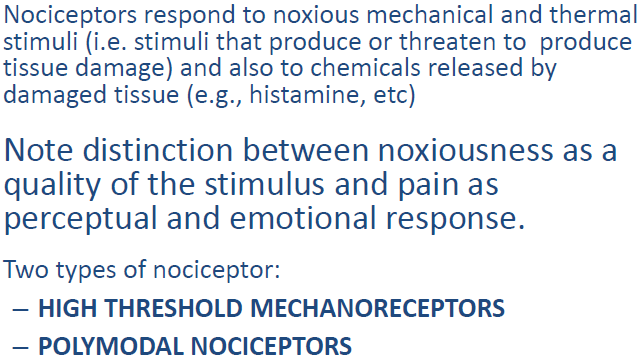 Nociceptors respond to noxious mechanical and thermal
stimuli (i.e. stimuli that produce or threaten to  produce
tissue damage) and also to chemicals released by
damaged tissue (e.g., histamine, etc)
Note distinction between noxiousness as a
quality of the stimulus and pain as
perceptual and emotional response.
Two types of nociceptor:
– HIGH THRESHOLD MECHANORECEPTORS
– POLYMODAL NOCICEPTORS